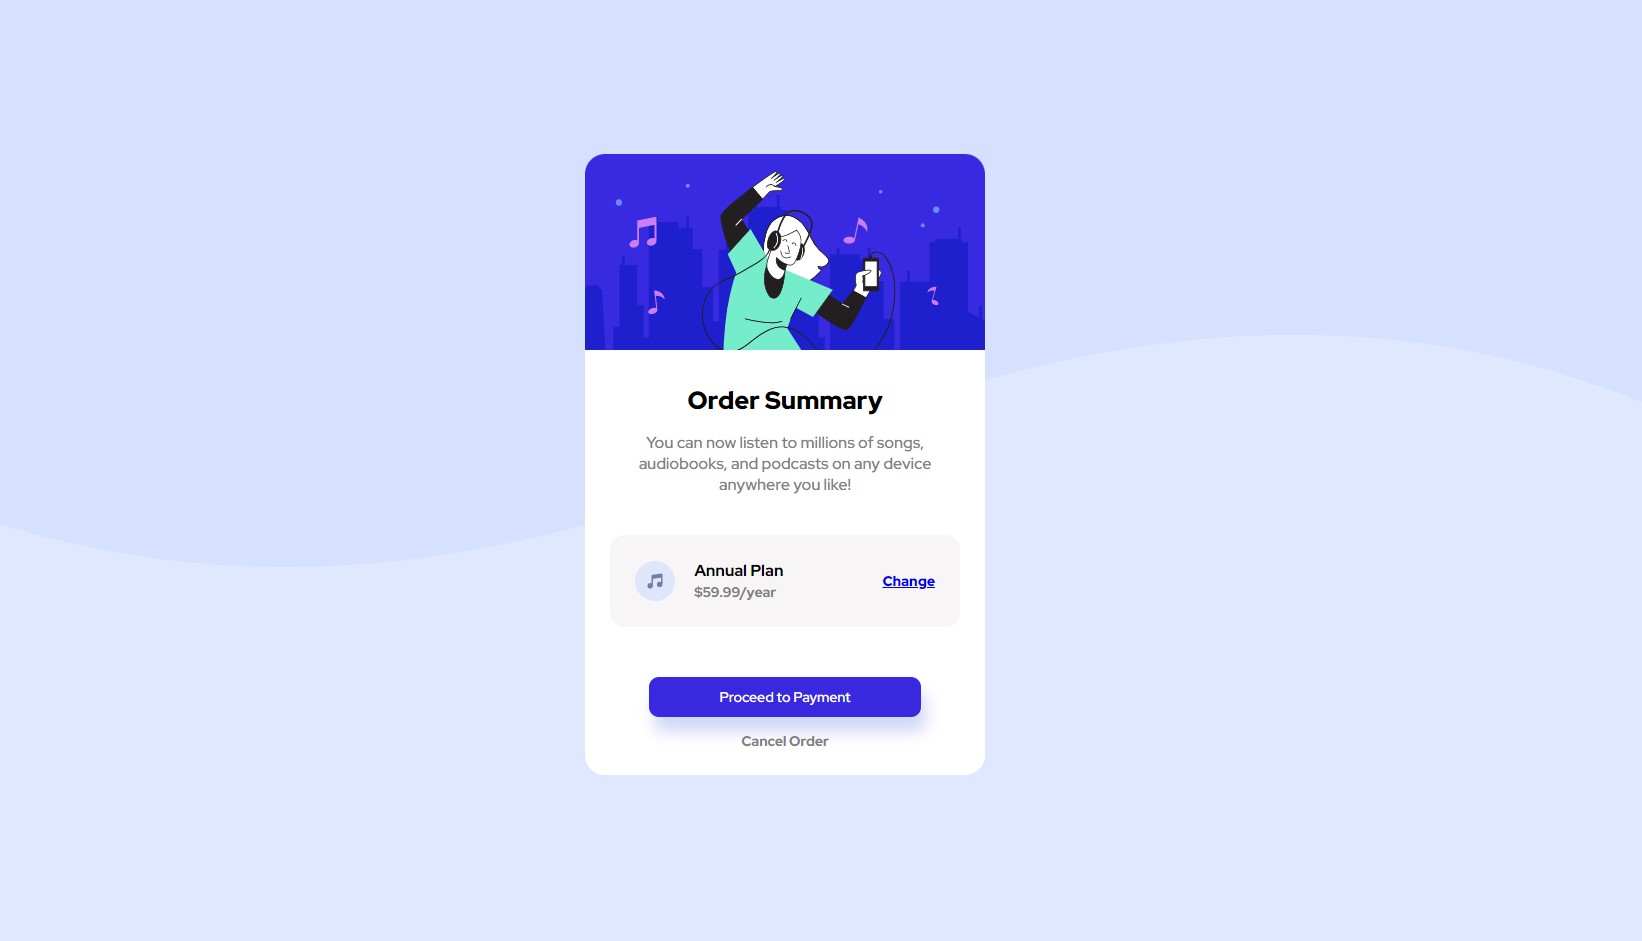 Order Summary
You can now listen to millions of songs,
audiobooks, and podcasts on any device
anywhere you like!
Annual Plan
$59.99/year
Change
Proceed to Payment
Cancel Order